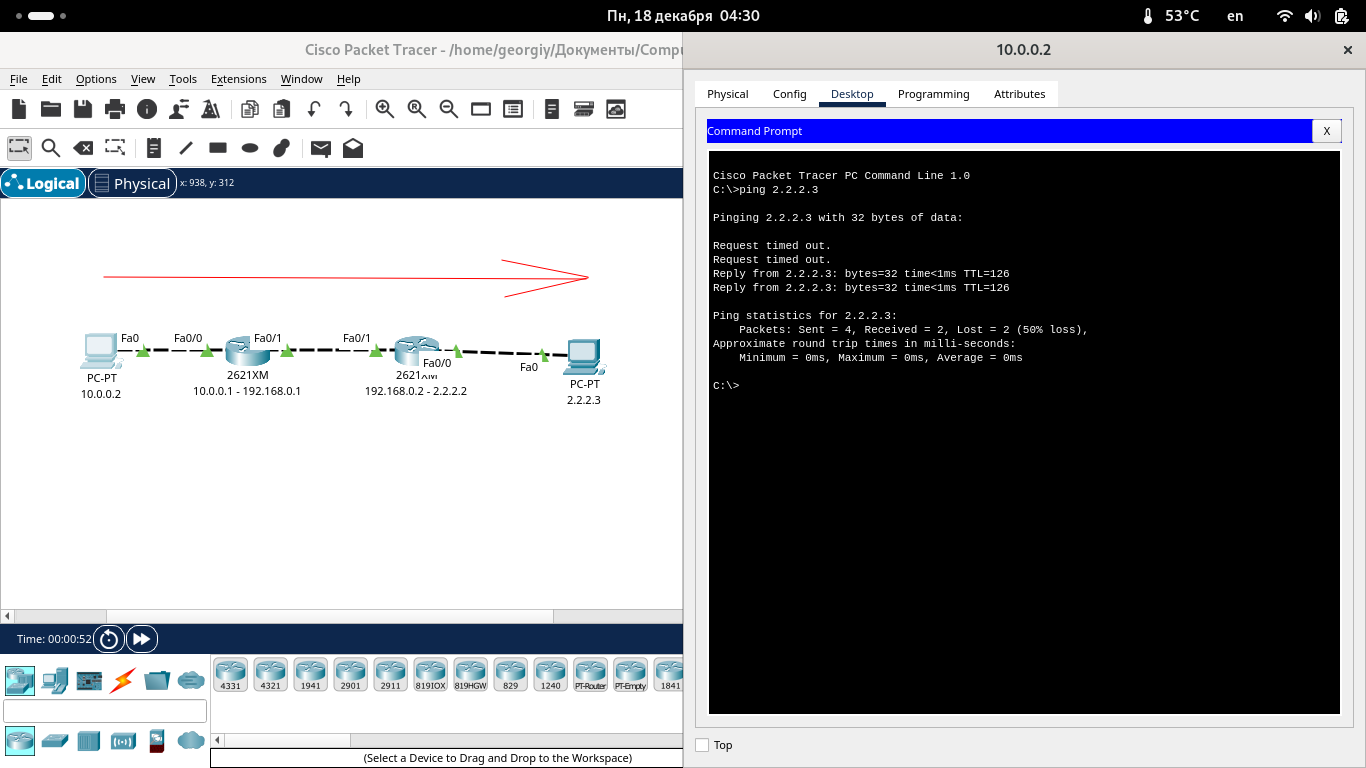 Пн, 18 декабря 04:30
53°C
en
Cisco Packet Tracer - /home/georgiy/Документы/Compu
File Edit Options View Tools Extensions Window Help
Logical
Physical
x: 938, y: 312
Fa0
Fa0/0
Fa0/1
Fa0/1
Fa0/0
Fa0
PC-PT
10.0.0.2
2621XM
10.0.0.1 - 192.168.0.1
2621XM
192.168.0.2 - 2.2.2.2
PC-PT
2.2.2.3
Time: 00:00:52
4331 4321 1941 2901 2911 819IOX 819HGW 829 1240 PT-Router PT-Empty 1841
(Select a Device to Drag and Drop to the Workspace)
10.0.0.2
Physical Config Desktop Programming Attributes
Command Prompt
X
Cisco Packet Tracer PC Command Line 1.0
C:\>ping 2.2.2.3
Pinging 2.2.2.3 with 32 bytes of data:
Request timed out.
Request timed out.
Reply from 2.2.2.3: bytes=32 time<1ms TTL=126
Reply from 2.2.2.3: bytes=32 time<1ms TTL=126
Ping statistics for 2.2.2.3:
Packets: Sent = 4, Received = 2, Lost = 2 (50% loss),
Approximate round trip times in milli-seconds:
Minimum = 0ms, Maximum = 0ms, Average = 0ms
C:\>
Top